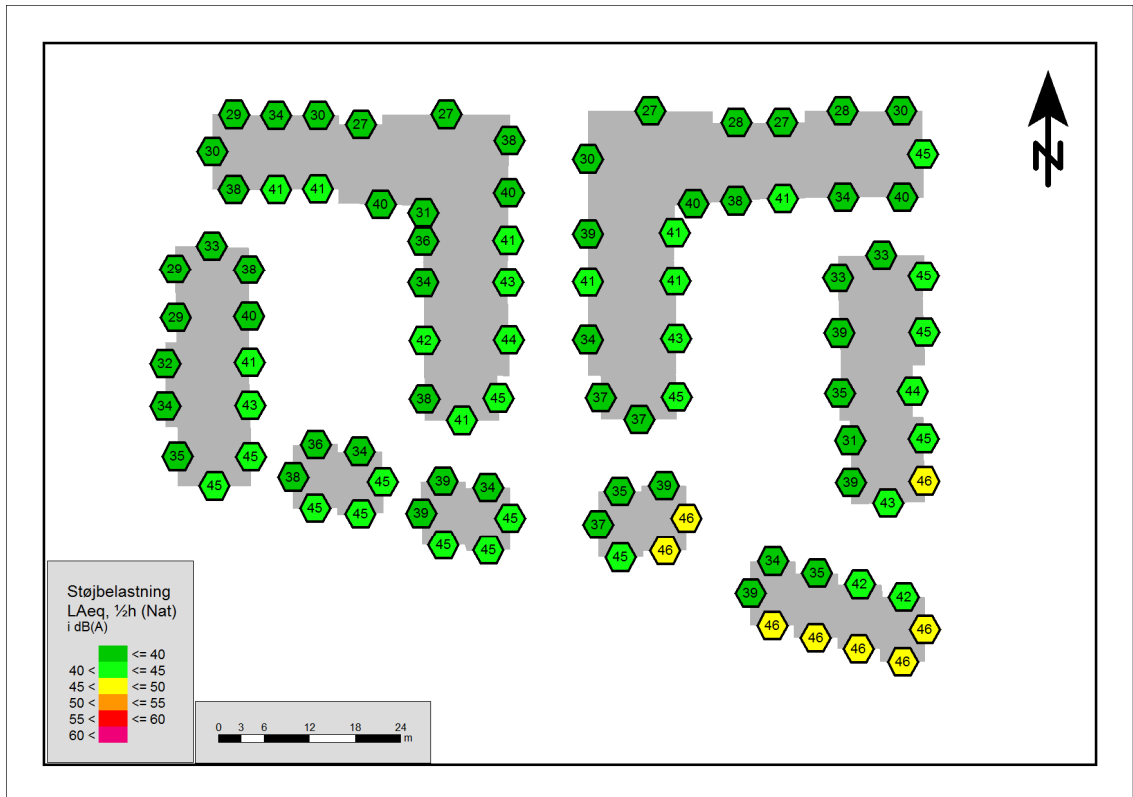 29 34 30 27 27 38
30
38 41 41 40 31 40
36 41
34 43
42 44
38 41 45
27 28 27 28 30
30 45
40 38 41 34 40
39 41
41 41
34 43
37 37 45
33
29 38
29 40
32 41
34 43
35 45
45
36 34
38 45
45 45
39 34
39 45
45 45
35 39
37 46
45 46
33
33 45
39 45
35 44
31 45
39 43 46
34 35 42 42
39 46
46 46 46 46
N
Støjbelastning
LAeq, ½h (Nat)
i dB(A)
<= 40
40 < <= 45
45 < <= 50
50 < <= 55
55 < <= 60
60 <
0 3 6 12 18 24
m